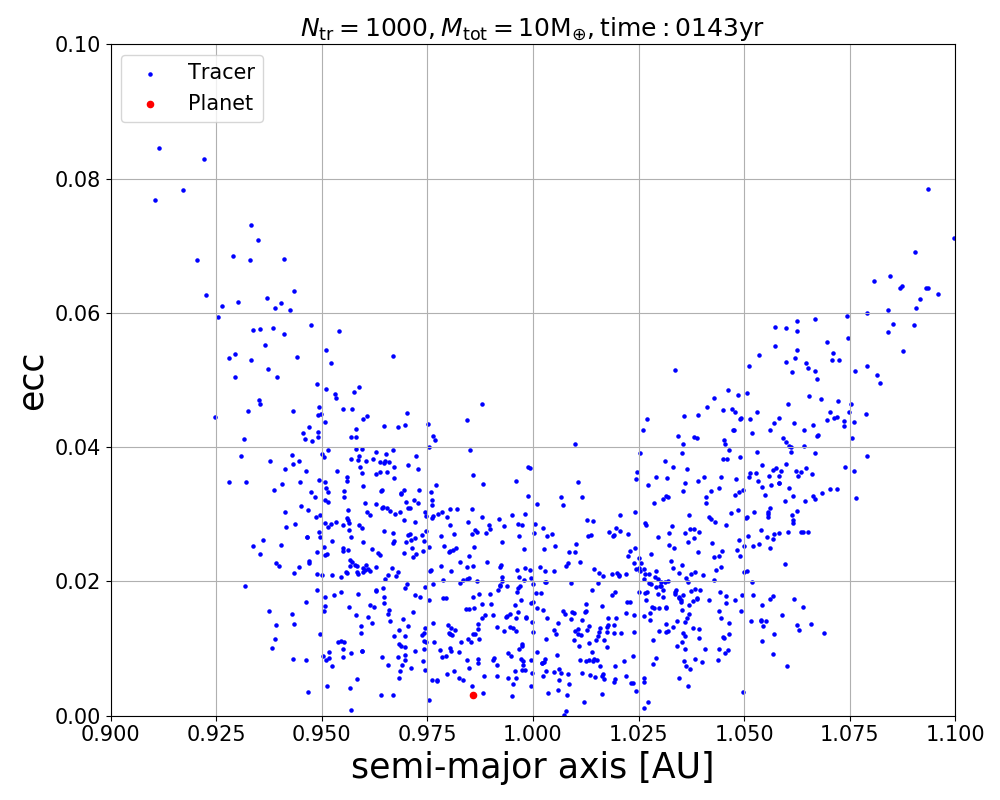 N_tr = 1000, M_tot = 10M_⊕, time : 0143yr
Tracer
Planet
ecc
0.10
0.08
0.06
0.04
0.02
0.00
0.900 0.925 0.950 0.975 1.000 1.025 1.050 1.075 1.100
semi-major axis [AU]